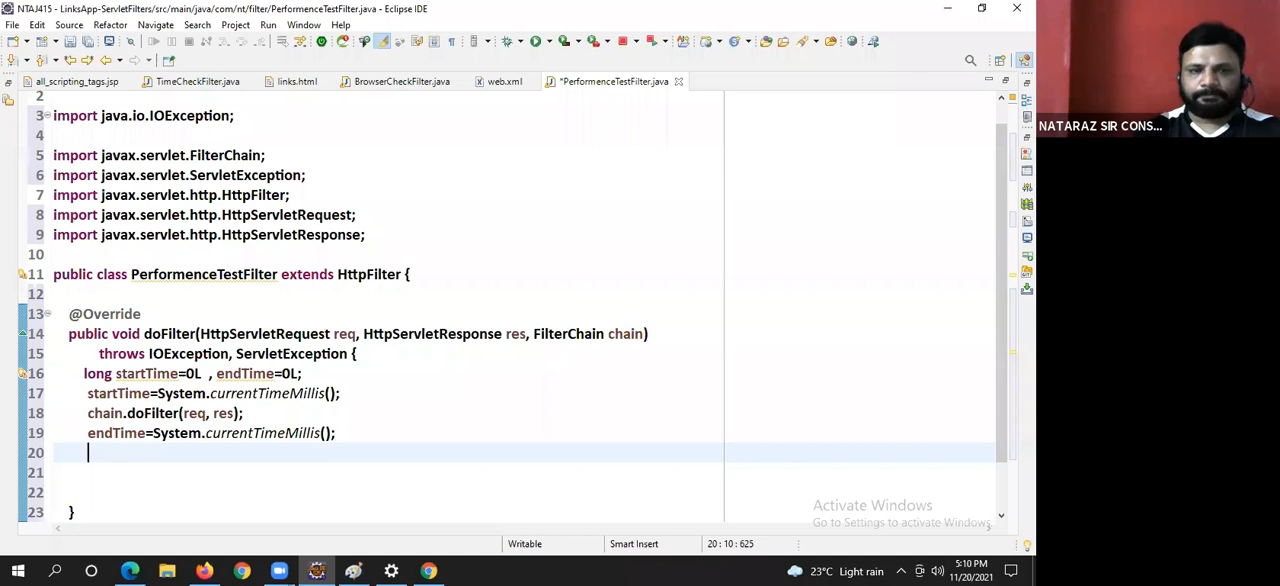 NTAJ415 - LinksApp-ServletFilters/src/main/java/com/nt/filter/PerformenceTestFilter.java - Eclipse IDE
File Edit Source Refactor Navigate Search Project Run Window Help
all_scripting_tags.jsp TimeCheckFilter.java links.html BrowserCheckFilter.java web.xml *PerformenceTestFilter.java
2
3 import java.io.IOException;
4
5 import javax.servlet.FilterChain;
6 import javax.servlet.ServletException;
7 import javax.servlet.http.HttpFilter;
8 import javax.servlet.http.HttpServletRequest;
9 import javax.servlet.http.HttpServletResponse;
10
11 public class PerformenceTestFilter extends HttpFilter {
12
13 @Override
14 public void doFilter(HttpServletRequest req, HttpServletResponse res, FilterChain chain)
15 throws IOException, ServletException {
16 long startTime=0L , endTime=0L;
17 startTime=System.currentTimeMillis();
18 chain.doFilter(req, res);
19 endTime=System.currentTimeMillis();
20
21
22
23 }
Activate Windows
Go to Settings to activate Windows.
Writable Smart Insert 20 : 10 : 625
23°C Light rain 5:10 PM
11/20/2021
NATARAZ SIR CONS...